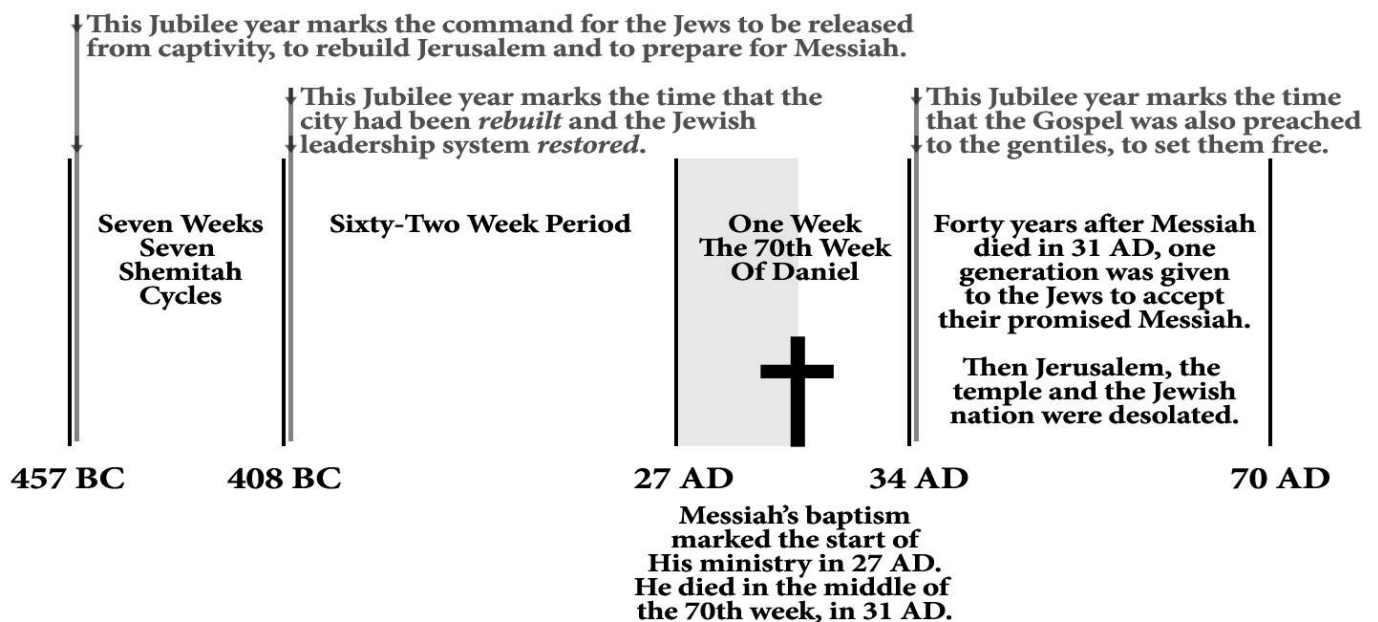 This Jubilee year marks the command for the Jews to be released
from captivity, to rebuild Jerusalem and to prepare for Messiah.
This Jubilee year marks the time that the
city had been rebuilt and the Jewish
leadership system restored.
This Jubilee year marks the time
that the Gospel was also preached
to the gentiles, to set them free.
Seven Weeks
Seven
Shemitah
Cycles
Sixty-Two Week Period
One Week
The 70th Week
Of Daniel
Forty years after Messiah
died in 31 AD, one
generation was given
to the Jews to accept
their promised Messiah.
Then Jerusalem, the
temple and the Jewish
nation were desolated.
457 BC
408 BC
27 AD
34 AD
70 AD
Messiah’s baptism
marked the start of
His ministry in 27 AD.
He died in the middle of
the 70th week, in 31 AD.